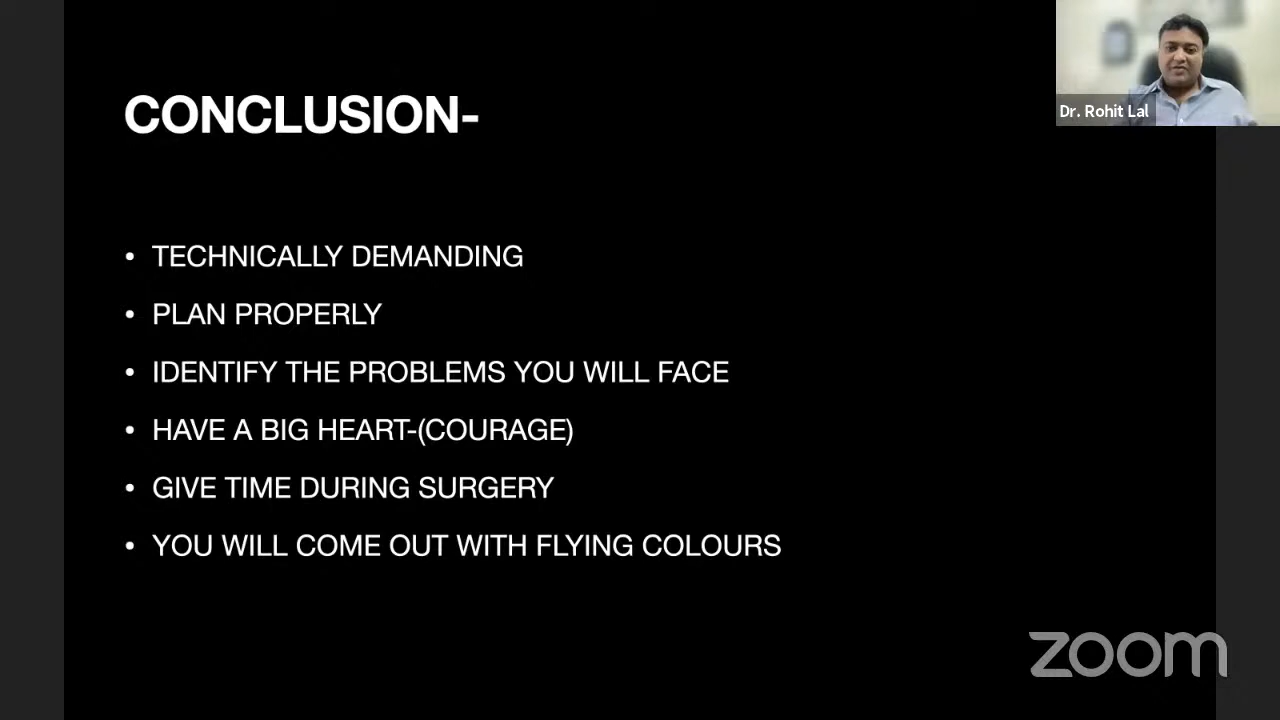 CONCLUSION-
Dr. Rohit Lal
• TECHNICALLY DEMANDING
• PLAN PROPERLY
• IDENTIFY THE PROBLEMS YOU WILL FACE
• HAVE A BIG HEART-(COURAGE)
• GIVE TIME DURING SURGERY
• YOU WILL COME OUT WITH FLYING COLOURS
zoom